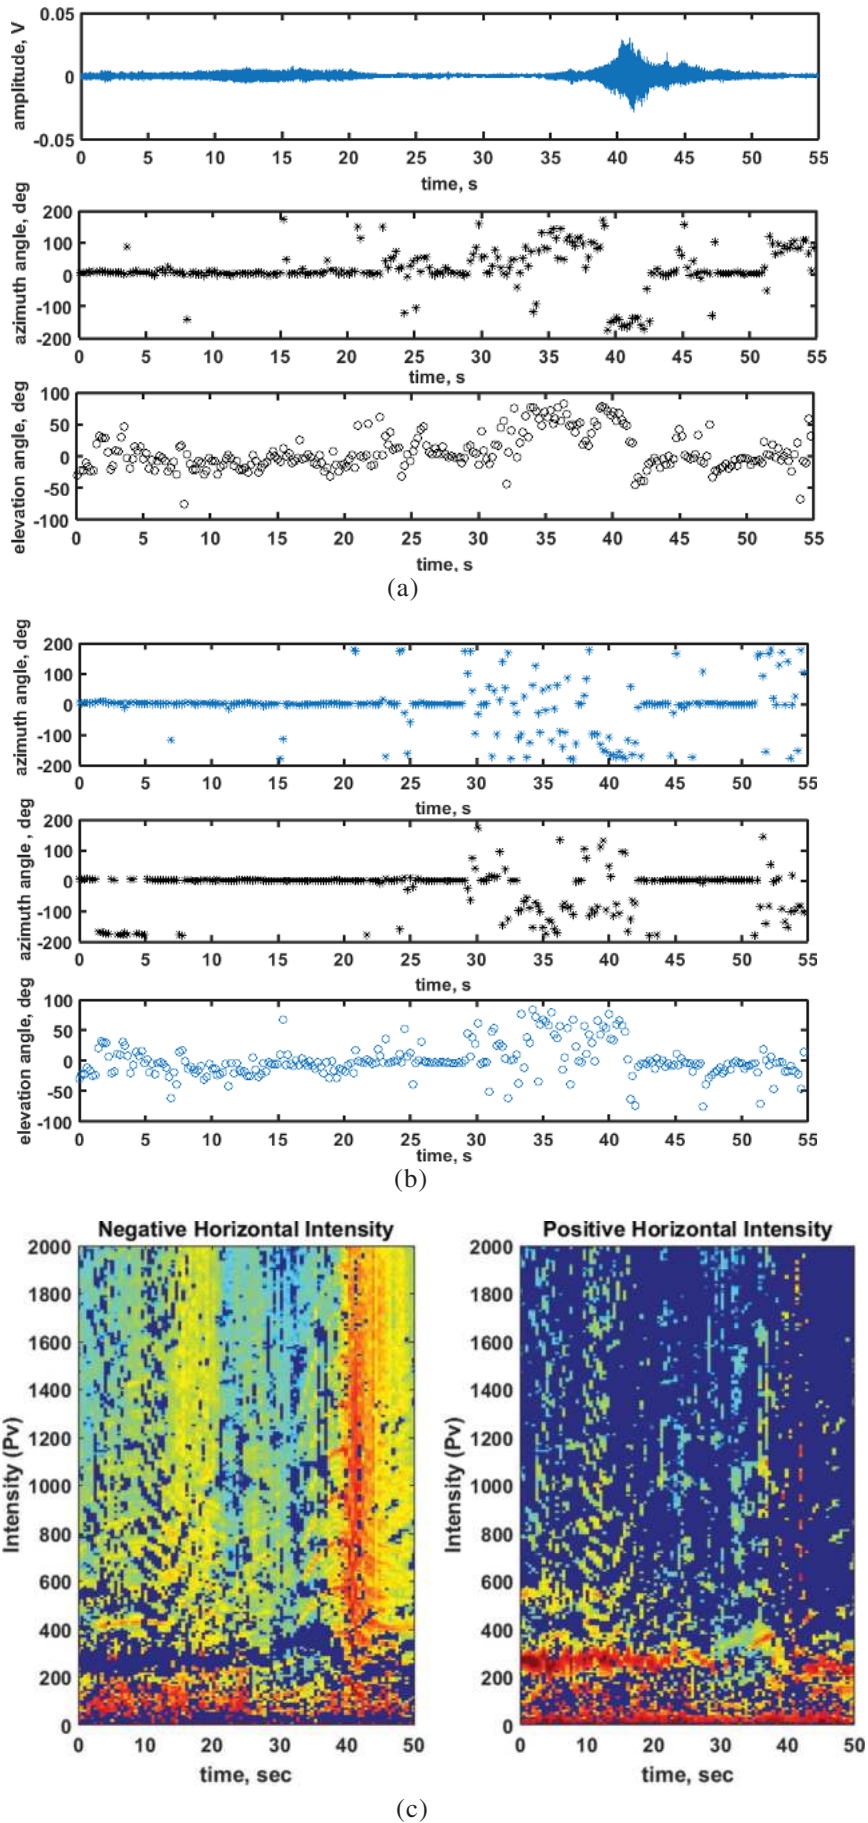 0.05
0
-0.05
amplitude, V
0 5 10 15 20 25 30 35 40 45 50 55
time, s
200
100
0
-100
-200
azimuth angle, deg
0 5 10 15 20 25 30 35 40 45 50 55
time, s
100
50
0
-50
-100
elevation angle, deg
0 5 10 15 20 25 30 35 40 45 50 55
time, s
(a)
200
100
0
-100
-200
azimuth angle, deg
0 5 10 15 20 25 30 35 40 45 50 55
time, s
200
100
0
-100
-200
azimuth angle , deg
0 5 10 15 20 25 30 35 40 45 50 55
time, s
100
50
0
-50
-100
elevation angle, deg
0 5 10 15 20 25 30 35 40 45 50 55
time, s
(b)
Negative Horizontal Intensity
2000
1800
1600
1400
1200
1000
800
600
400
200
0
Intensity (Pv)
0 10 20 30 40 50
time, sec
Positive Horizontal Intensity
2000
1800
1600
1400
1200
1000
800
600
400
200
0
Intensity (Pv)
0 10 20 30 40 50
time, sec
(c)